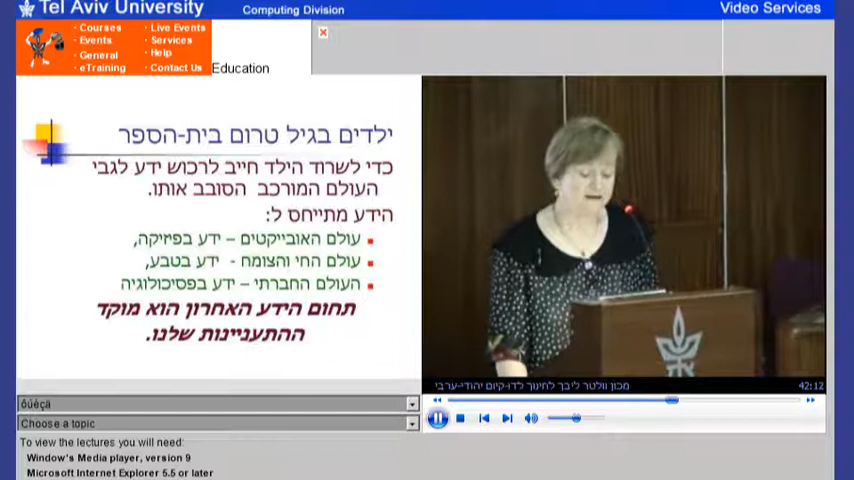 Tel Aviv University
Computing Division
Video Services
· Courses
· Live Events
· Events
· Services
· General
· Help
· eTraining
· Contact Us
Education
ילדים בגיל טרום בית-הספר
כדי לשרוד הילד חייב לרכוש ידע לגבי
העולם המורכב הסובב אותו.
הידע מתייחס ל:
עולם האובייקטים – ידע בפיזיקה,
עולם החי והצומח - ידע בטבע,
העולם החברתי – ידע בפסיכולוגיה
תחום הידע האחרון הוא מוקד
ההתעניינות שלנו.
מכון וולטר ליבך לחינוך לדו-קיום יהודי-ערבי
42:12
ôúéçä
Choose a topic
To view the lectures you will need:
Window's Media player, version 9
Microsoft Internet Explorer 5.5 or later